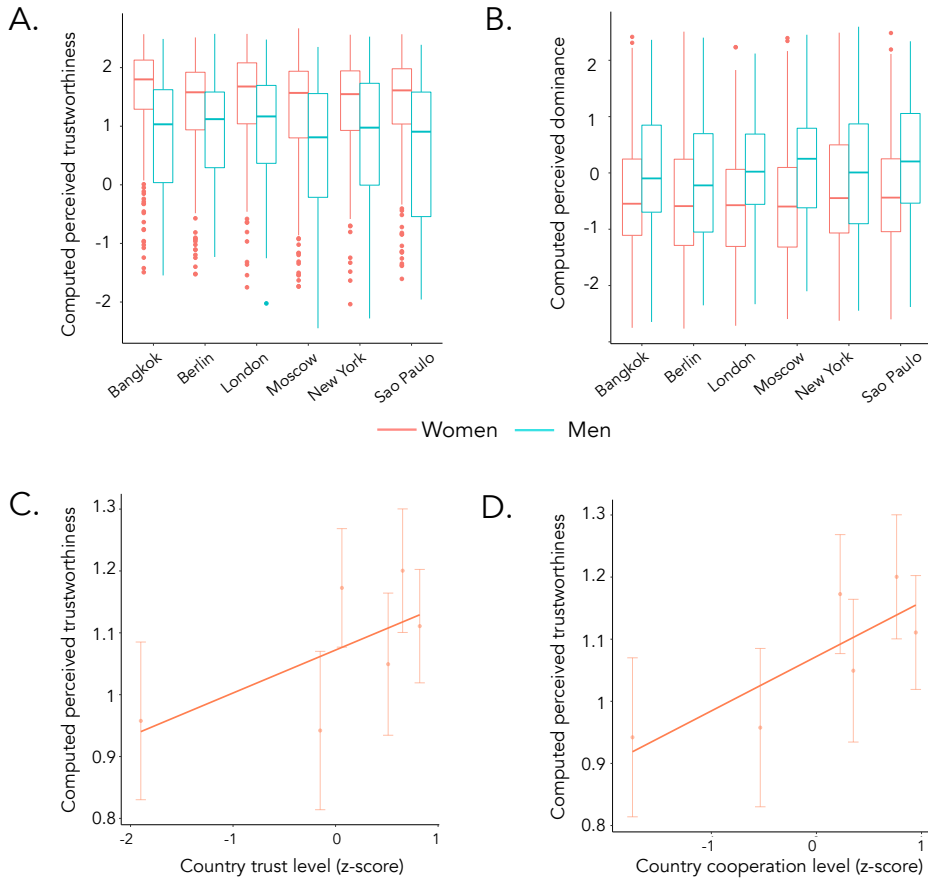 A.
Computed perceived trustworthiness
2
1
0
-1
-2
Bangkok
Berlin
London
Moscow
New York
Sao Paulo
B.
Computed perceived dominance
2
1
0
-1
-2
Bangkok
Berlin
London
Moscow
New York
Sao Paulo
Women
Men
C.
Computed perceived trustworthiness
1.3
1.2
1.1
1
0.9
0.8
-2
-1
0
1
Country trust level (z-score)
D.
Computed perceived trustworthiness
1.3
1.2
1.1
1
0.9
0.8
-1
0
1
Country cooperation level (z-score)